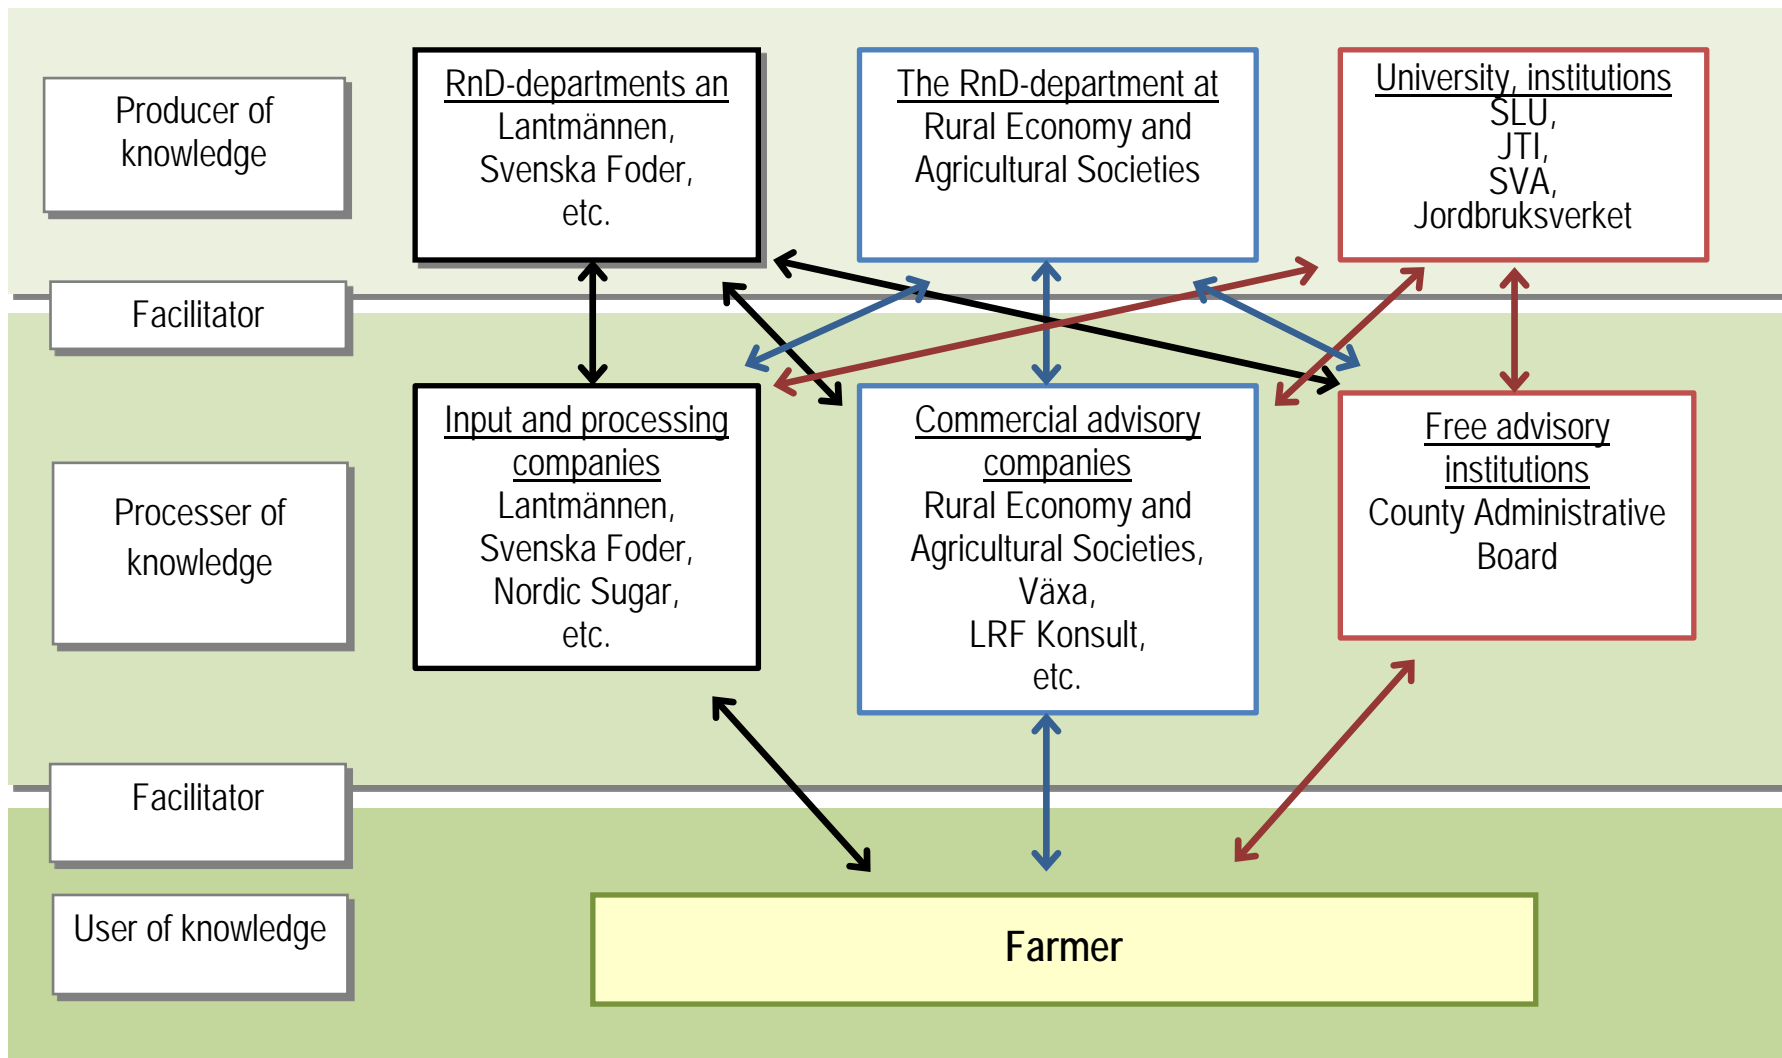 Producer of
knowledge
RnD-departments an
Lantmännen,
Svenska Foder,
etc.
The RnD-department at
Rural Economy and
Agricultural Societies
University, institutions
SLU,
JTI,
SVA,
Jordbruksverket
Facilitator
Processer of
knowledge
Input and processing
companies
Lantmännen,
Svenska Foder,
Nordic Sugar,
etc.
Commercial advisory
companies
Rural Economy and
Agricultural Societies,
Växa,
LRF Konsult,
etc.
Free advisory
institutions
County Administrative
Board
Facilitator
User of knowledge
Farmer